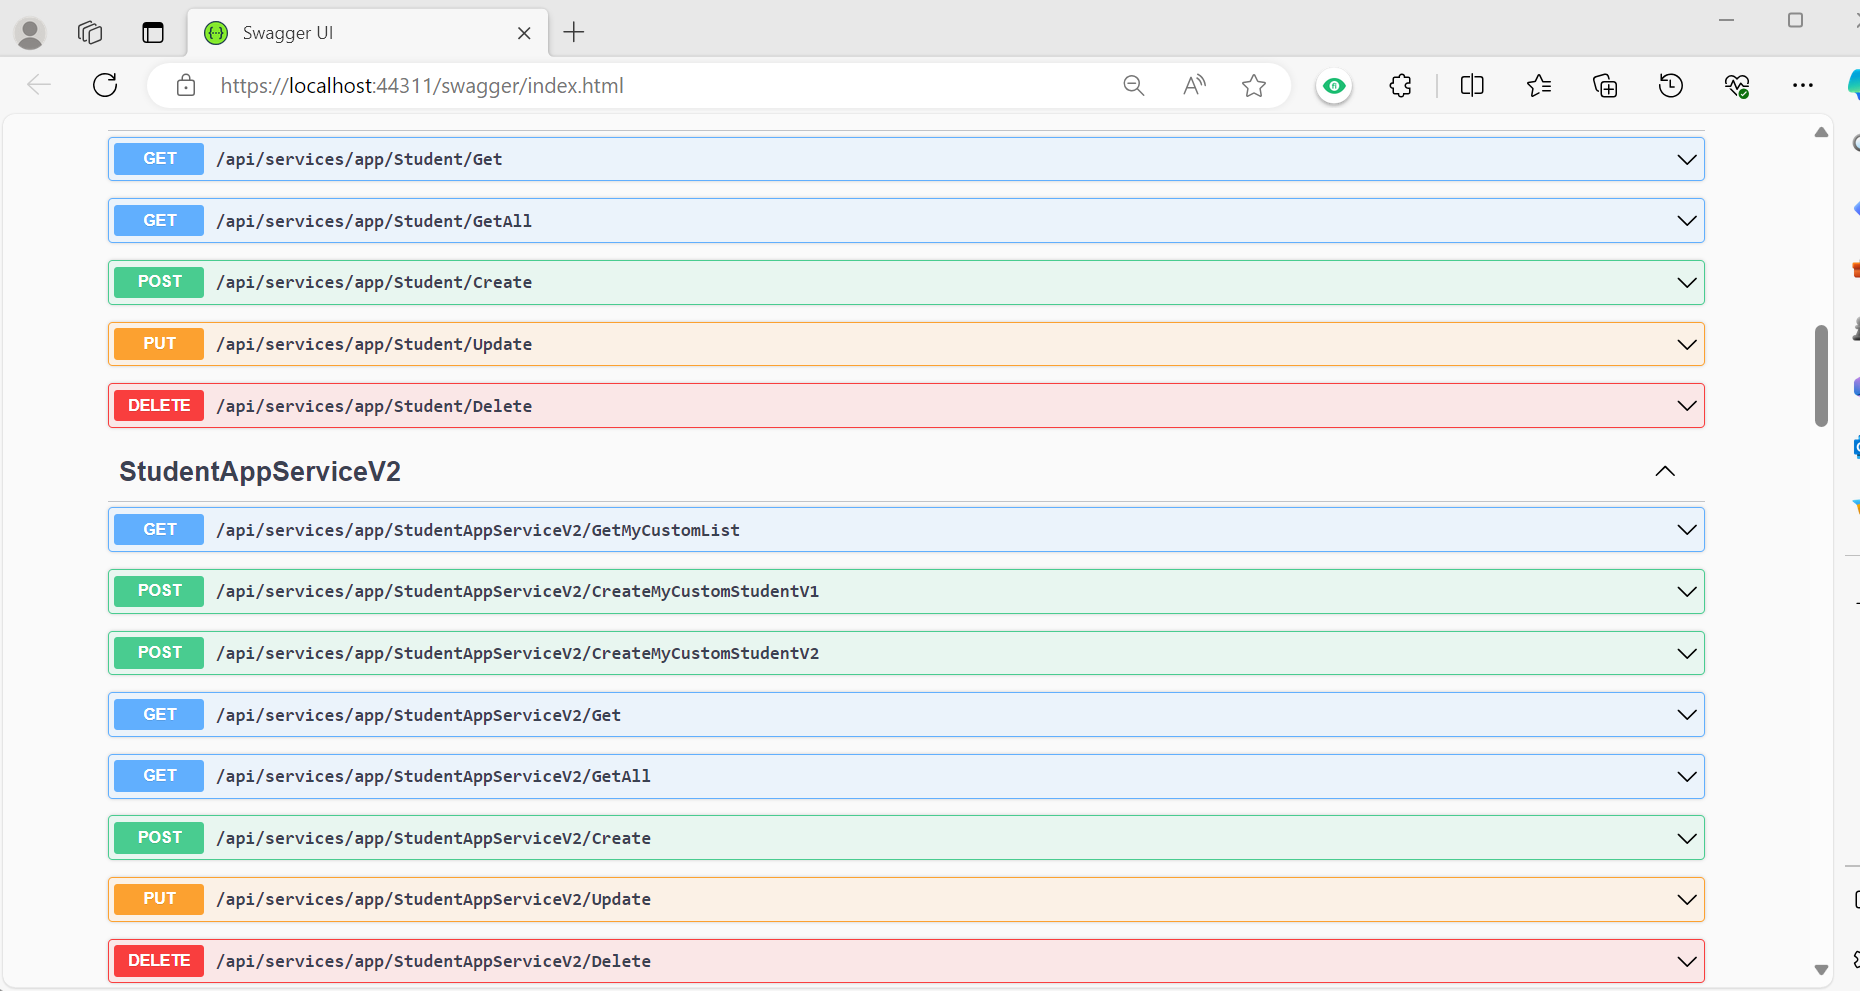 Swagger UI
https://localhost:44311/swagger/index.html
GET /api/services/app/Student/Get
GET /api/services/app/Student/GetAll
POST /api/services/app/Student/Create
PUT /api/services/app/Student/Update
DELETE /api/services/app/Student/Delete
StudentAppServiceV2
GET /api/services/app/StudentAppServiceV2/GetMyCustomList
POST /api/services/app/StudentAppServiceV2/CreateMyCustomStudentV1
POST /api/services/app/StudentAppServiceV2/CreateMyCustomStudentV2
GET /api/services/app/StudentAppServiceV2/Get
GET /api/services/app/StudentAppServiceV2/GetAll
POST /api/services/app/StudentAppServiceV2/Create
PUT /api/services/app/StudentAppServiceV2/Update
DELETE /api/services/app/StudentAppServiceV2/Delete